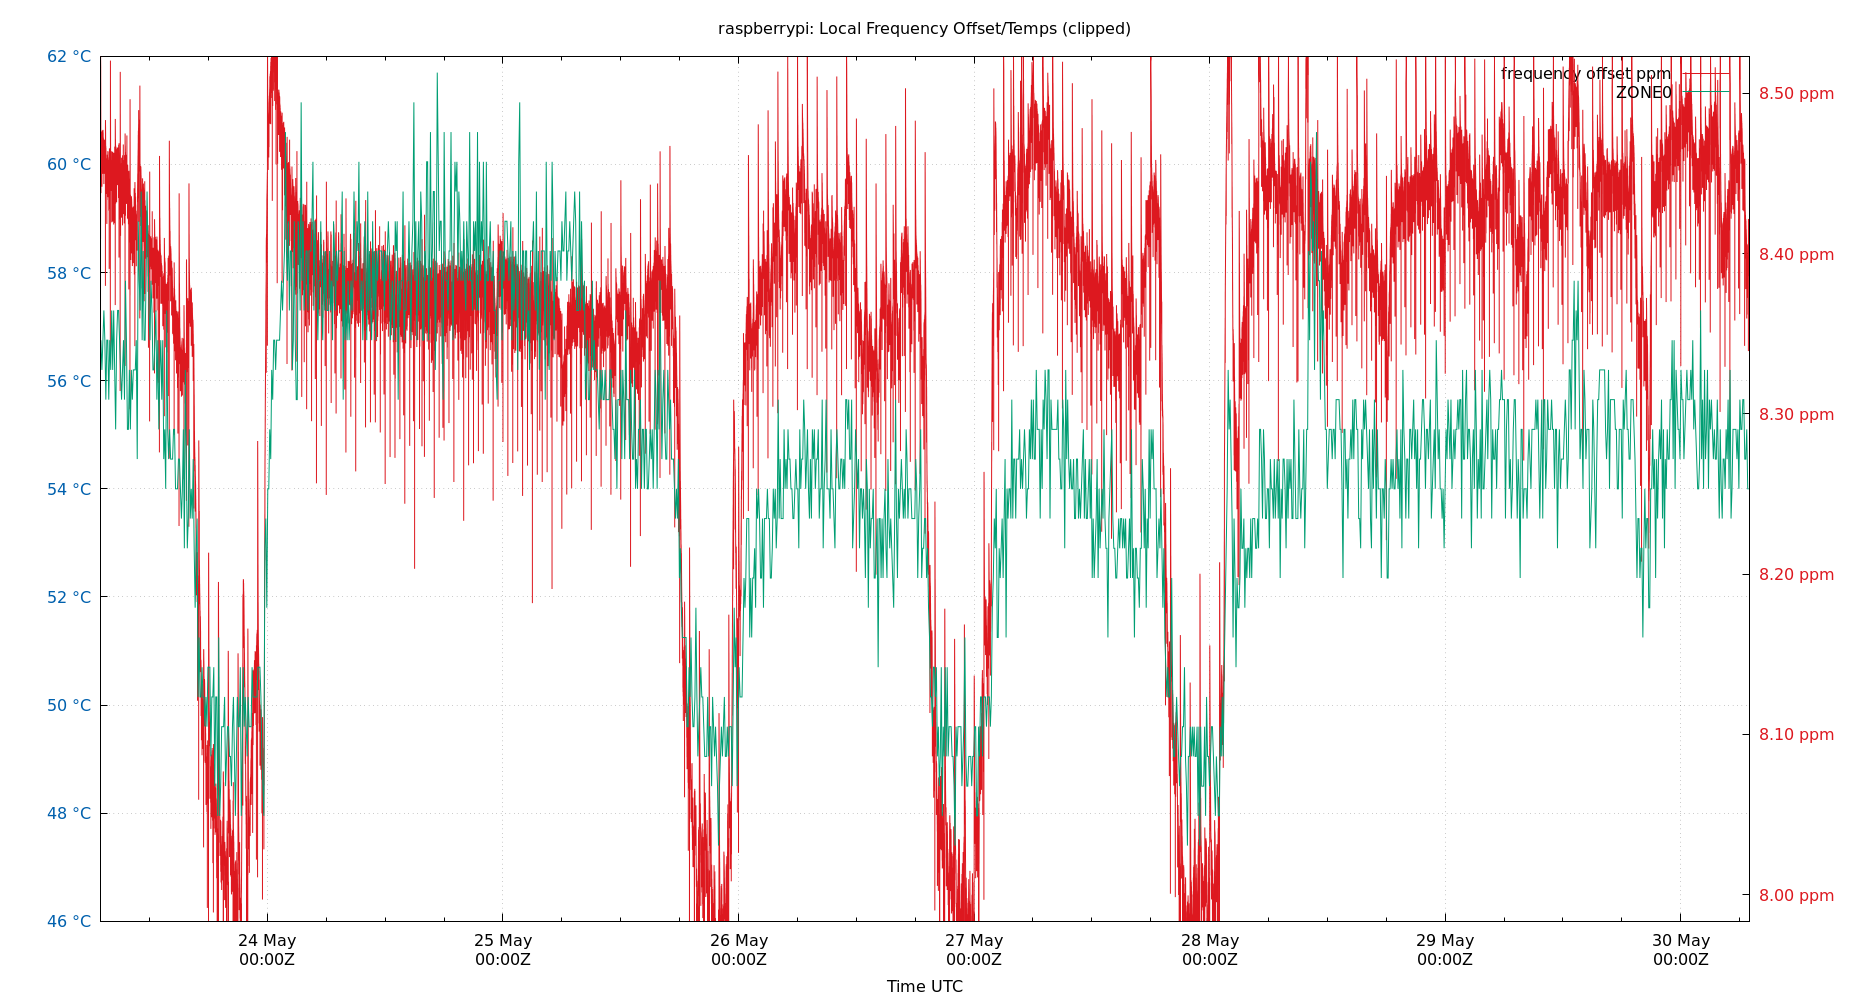 raspberrypi: Local Frequency Offset/Temps (clipped)
62 °C
60 °C
58 °C
56 °C
54 °C
52 °C
50 °C
48 °C
46 °C
frequency offset ppm
ZONE0
8.50 ppm
8.40 ppm
8.30 ppm
8.20 ppm
8.10 ppm
8.00 ppm
24 May
00:00Z
25 May
00:00Z
26 May
00:00Z
27 May
00:00Z
28 May
00:00Z
29 May
00:00Z
30 May
00:00Z
Time UTC